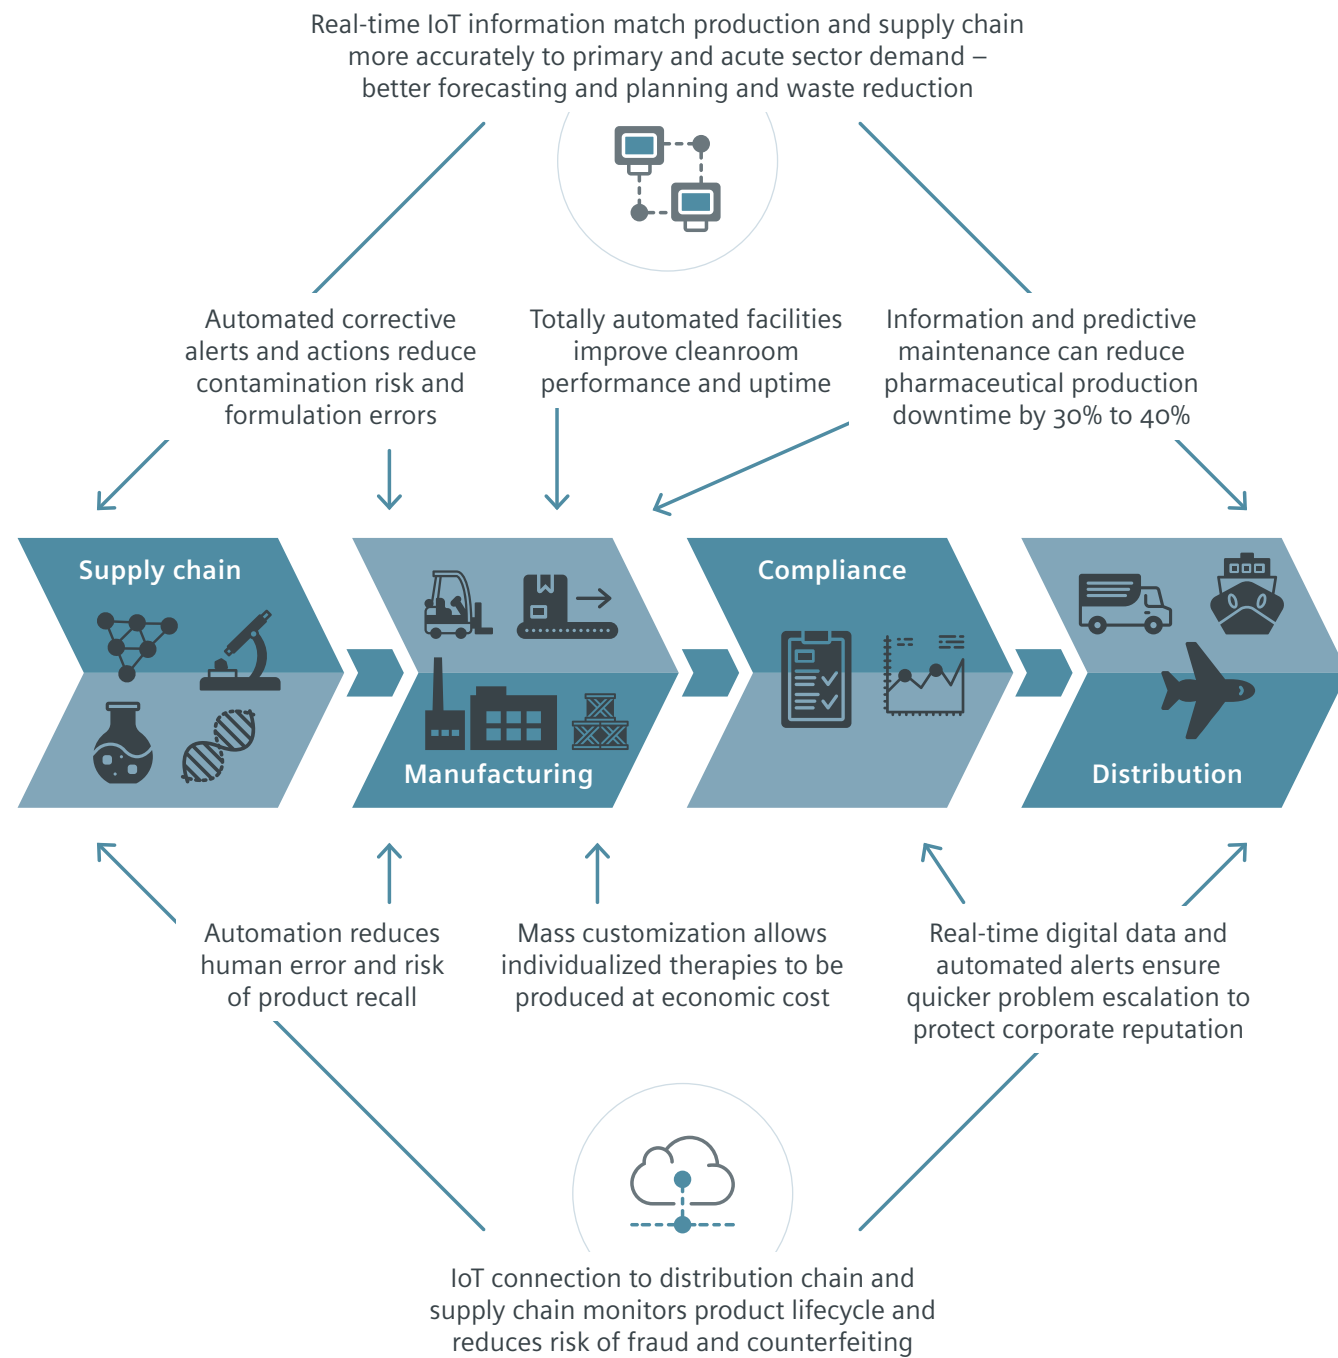 Real-time IoT information match production and supply chain
more accurately to primary and acute sector demand –
better forecasting and planning and waste reduction
Automated corrective
alerts and actions reduce
contamination risk and
formulation errors
Totally automated facilities
improve cleanroom
performance and uptime
Information and predictive
maintenance can reduce
pharmaceutical production
downtime by 30% to 40%
Supply chain
Manufacturing
Compliance
Distribution
Automation reduces
human error and risk
of product recall
Mass customization allows
individualized therapies to be
produced at economic cost
Real-time digital data and
automated alerts ensure
quicker problem escalation to
protect corporate reputation
IoT connection to distribution chain and
supply chain monitors product lifecycle and
reduces risk of fraud and counterfeiting